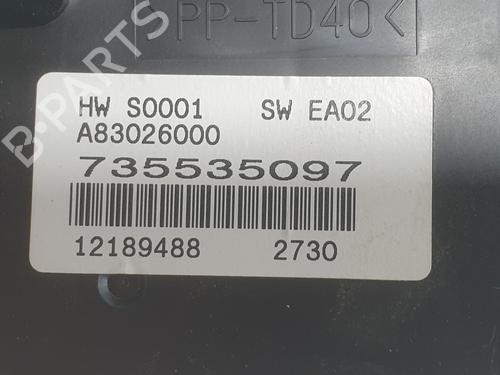 PP-TD40<
HW S0001 SW EA02
A83026000
735535097
12189488 2730
B-PARTS